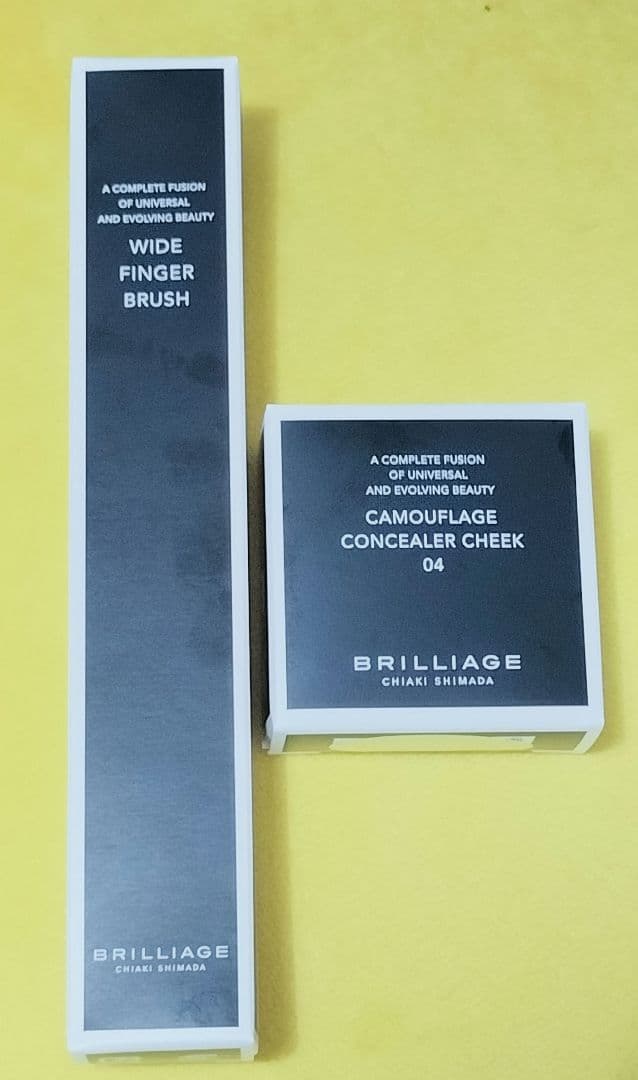 A COMPLETE FUSION
OF UNIVERSAL
AND EVOLVING BEAUTY
WIDE
FINGER
BRUSH
BRILLIAGE
CHIAKI SHIMADA
A COMPLETE FUSION
OF UNIVERSAL
AND EVOLVING BEAUTY
CAMOUFLAGE
CONCEALER CHEEK
04
BRILLIAGE
CHIAKI SHIMADA